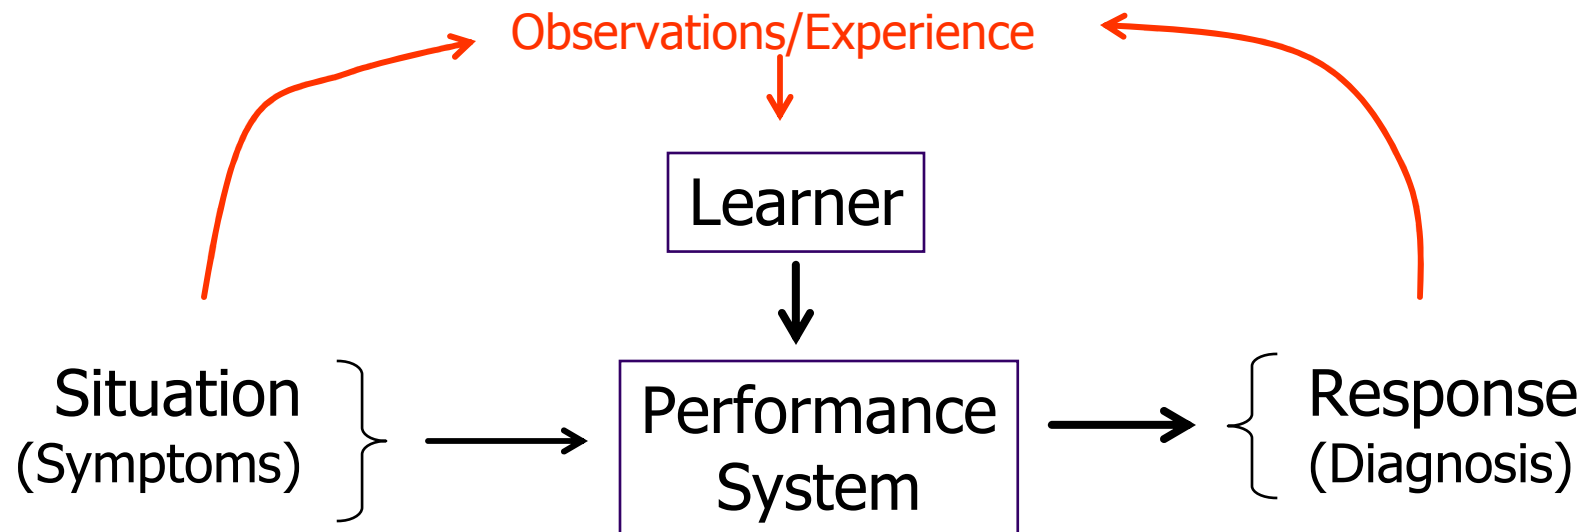 Observations/Experience
Learner
Situation
(Symptoms)
Performance
System
Response
(Diagnosis)